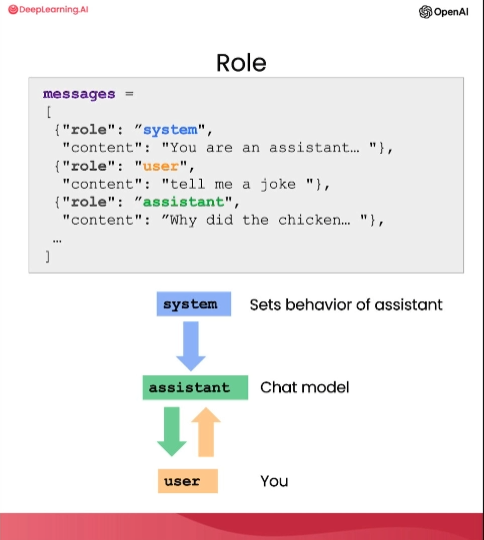 DeepLearning.AI
OpenAI
Role
messages =
[
{"role": "system",
"content": "You are an assistant… "},
{"role": "user",
"content": "tell me a joke "},
{"role": "assistant",
"content": "Why did the chicken… "},
…
]
system Sets behavior of assistant
assistant Chat model
user You